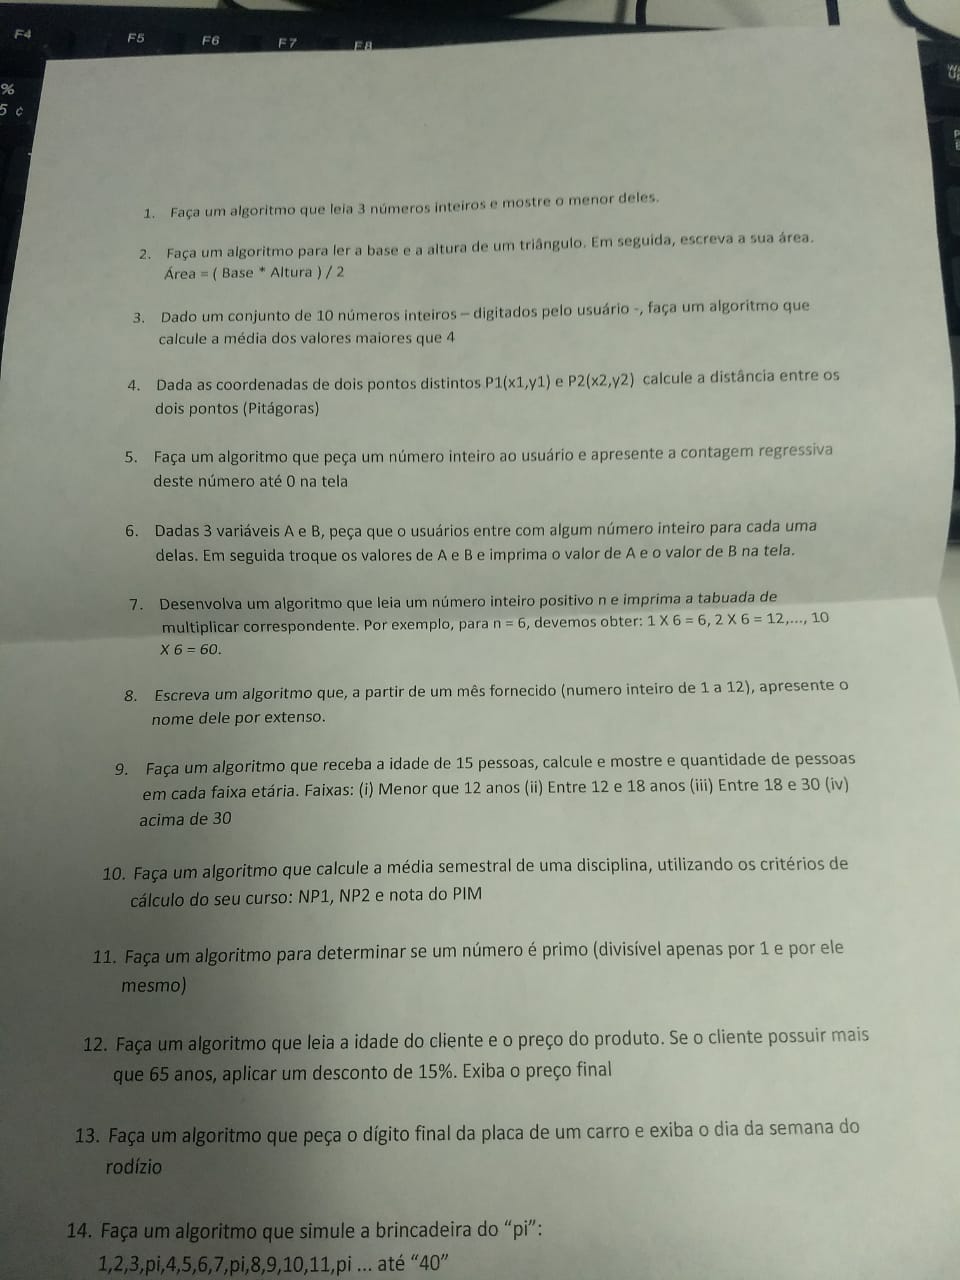 F4 F5 F6 F7 F8
%
5 ¢
1. Faça um algoritmo que leia 3 números inteiros e mostre o menor deles.
2. Faça um algoritmo para ler a base e a altura de um triângulo. Em seguida, escreva a sua área.
Área = ( Base * Altura ) / 2
3. Dado um conjunto de 10 números inteiros – digitados pelo usuário -, faça um algoritmo que
calcule a média dos valores maiores que 4
4. Dada as coordenadas de dois pontos distintos P1(x1,y1) e P2(x2,y2) calcule a distância entre os
dois pontos (Pitágoras)
5. Faça um algoritmo que peça um número inteiro ao usuário e apresente a contagem regressiva
deste número até 0 na tela
6. Dadas 3 variáveis A e B, peça que o usuários entre com algum número inteiro para cada uma
delas. Em seguida troque os valores de A e B e imprima o valor de A e o valor de B na tela.
7. Desenvolva um algoritmo que leia um número inteiro positivo n e imprima a tabuada de
multiplicar correspondente. Por exemplo, para n = 6, devemos obter: 1 X 6 = 6, 2 X 6 = 12,..., 10
X 6 = 60.
8. Escreva um algoritmo que, a partir de um mês fornecido (numero inteiro de 1 a 12), apresente o
nome dele por extenso.
9. Faça um algoritmo que receba a idade de 15 pessoas, calcule e mostre e quantidade de pessoas
em cada faixa etária. Faixas: (i) Menor que 12 anos (ii) Entre 12 e 18 anos (iii) Entre 18 e 30 (iv)
acima de 30
10. Faça um algoritmo que calcule a média semestral de uma disciplina, utilizando os critérios de
cálculo do seu curso: NP1, NP2 e nota do PIM
11. Faça um algoritmo para determinar se um número é primo (divisível apenas por 1 e por ele
mesmo)
12. Faça um algoritmo que leia a idade do cliente e o preço do produto. Se o cliente possuir mais
que 65 anos, aplicar um desconto de 15%. Exiba o preço final
13. Faça um algoritmo que peça o dígito final da placa de um carro e exiba o dia da semana do
rodízio
14. Faça um algoritmo que simule a brincadeira do “pi”:
1,2,3,pi,4,5,6,7,pi,8,9,10,11,pi ... até “40”